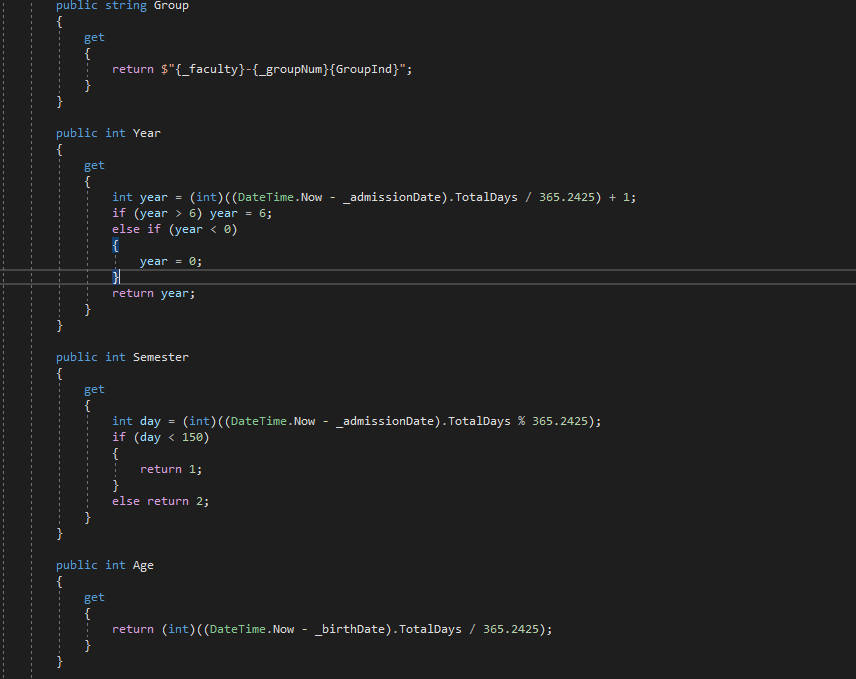 public string Group
{
get
{
return $"{_faculty}-{_groupNum}{GroupInd}";
}
}
public int Year
{
get
{
int year = (int)((DateTime.Now - _admissionDate).TotalDays / 365.2425) + 1;
if (year > 6) year = 6;
else if (year < 0)
{
year = 0;
}
return year;
}
}
public int Semester
{
get
{
int day = (int)((DateTime.Now - _admissionDate).TotalDays % 365.2425);
if (day < 150)
{
return 1;
}
else return 2;
}
}
public int Age
{
get
{
return (int)((DateTime.Now - _birthDate).TotalDays / 365.2425);
}
}